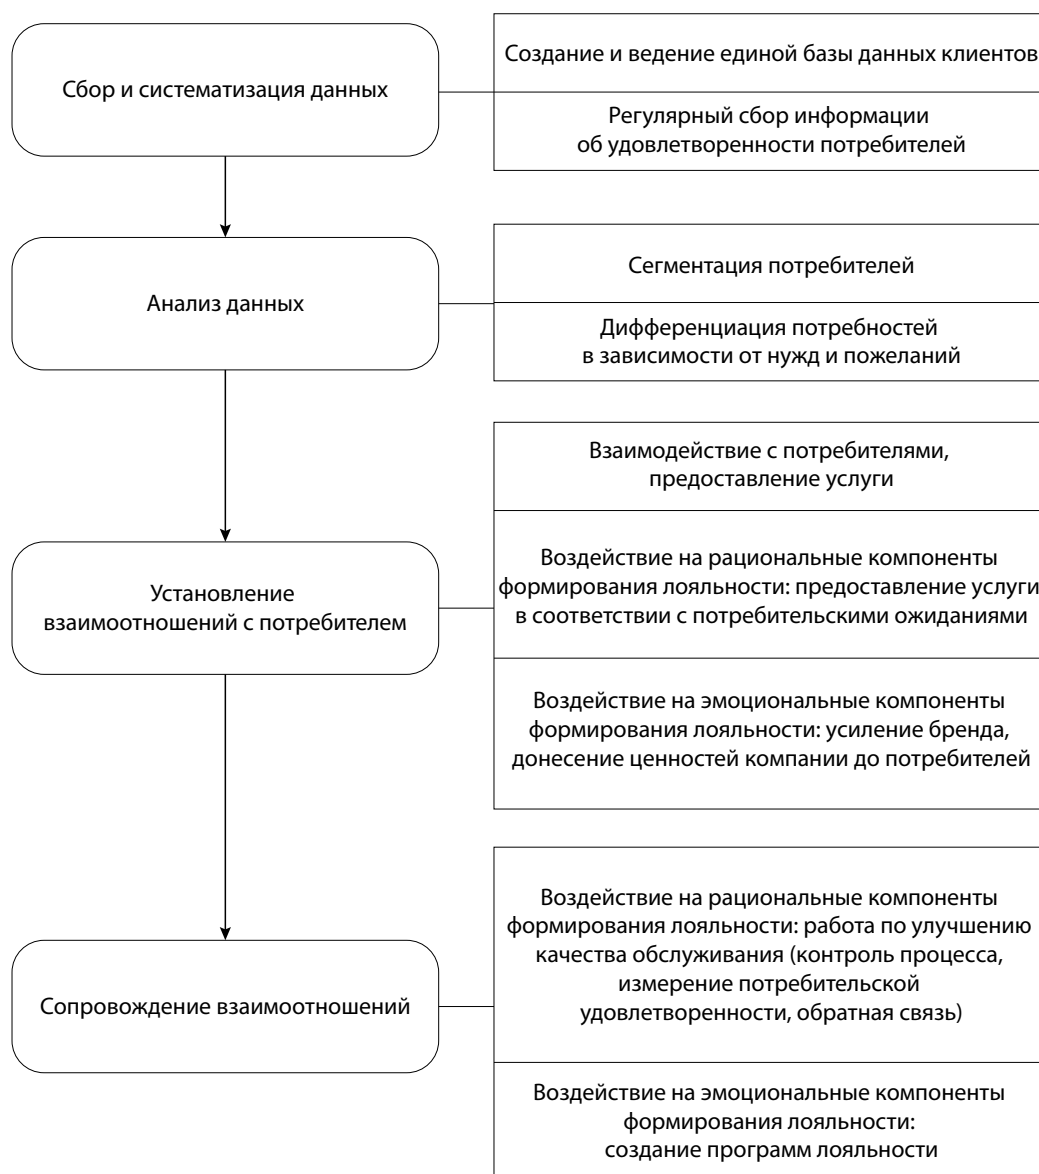 Сбор и систематизация данных
Создание и ведение единой базы данных клиентов
Регулярный сбор информации
об удовлетворенности потребителей
Анализ данных
Сегментация потребителей
Дифференциация потребностей
в зависимости от нужд и пожеланий
Установление
взаимоотношений с потребителем
Взаимодействие с потребителями,
предоставление услуги
Воздействие на рациональные компоненты
формирования лояльности: предоставление услуги
в соответствии с потребительскими ожиданиями
Воздействие на эмоциональные компоненты
формирования лояльности: усиление бренда,
донесение ценностей компании до потребителей
Сопровождение взаимоотношений
Воздействие на рациональные компоненты
формирования лояльности: работа по улучшению
качества обслуживания (контроль процесса,
измерение потребительской
удовлетворенности, обратная связь)
Воздействие на эмоциональные компоненты
формирования лояльности:
создание программ лояльности